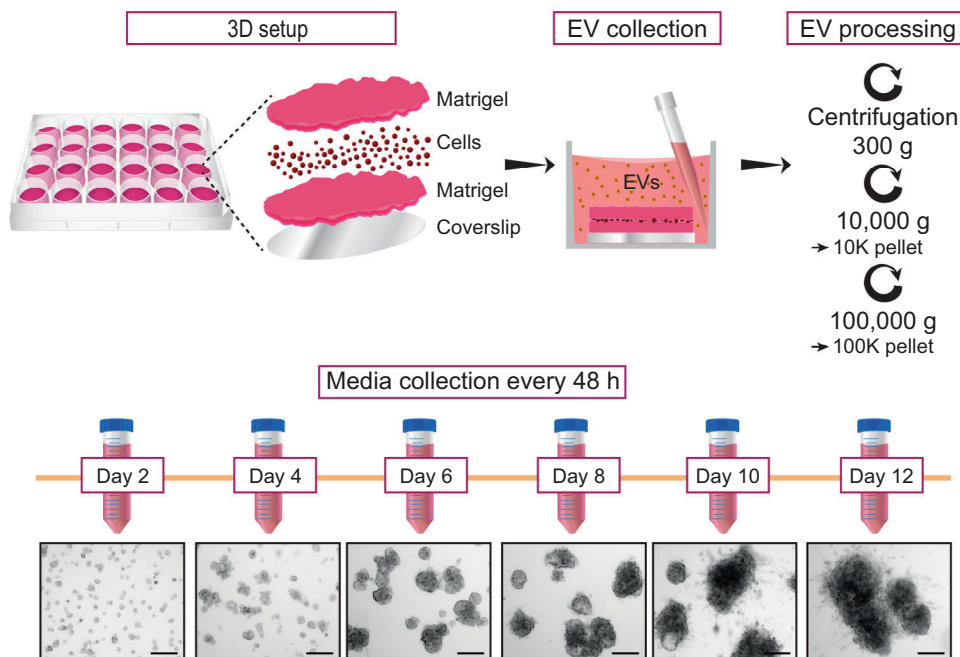 3D setup
EV collection
EV processing
Matrigel
Cells
Matrigel
Coverslip
EVs
Centrifugation
300 g
10,000 g
→ 10K pellet
100,000 g
→ 100K pellet
Media collection every 48 h
Day 2
Day 4
Day 6
Day 8
Day 10
Day 12